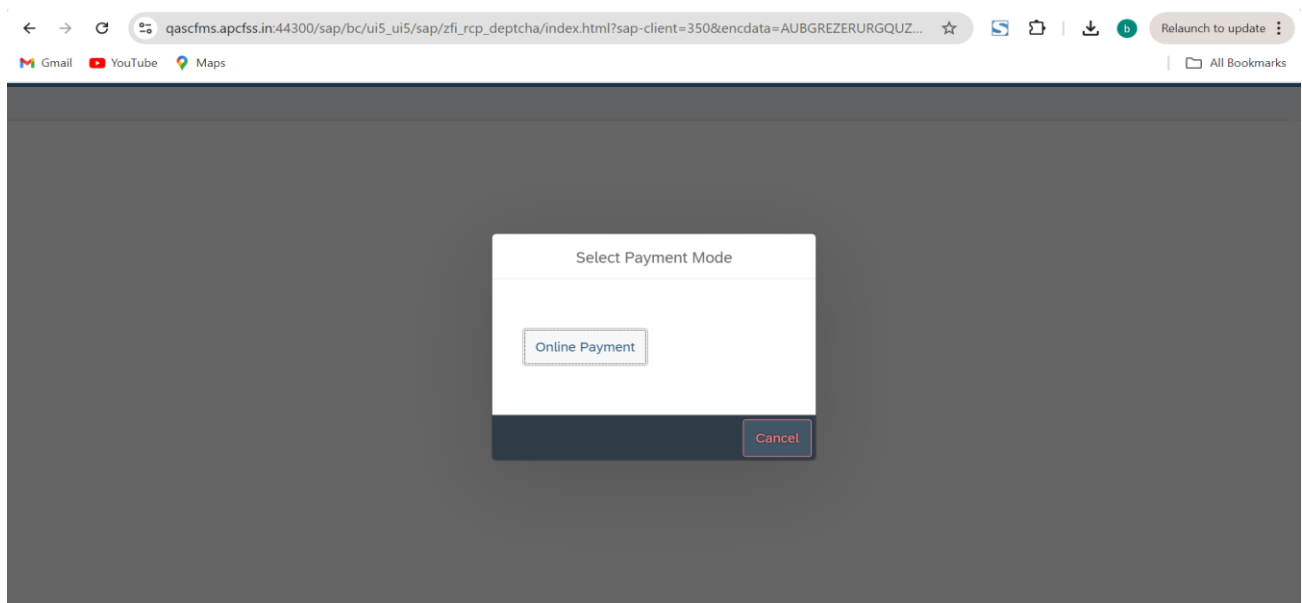 qascfms.apcfss.in:44300/sap/bc/ui5_ui5/sap/zfi_rcp_deptcha/index.html?sap-client=350&encdata=AUBGREZERURGQUZ...
S
b
Relaunch to update
Gmail
YouTube
Maps
All Bookmarks
Select Payment Mode
Online Payment
Cancel